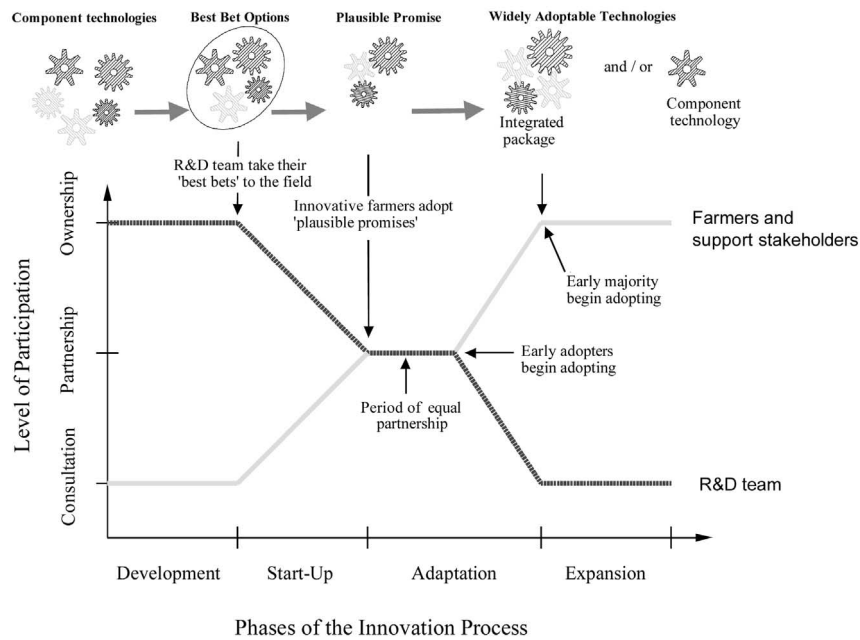 Component technologies
Best Bet Options
Plausible Promise
Widely Adoptable Technologies
and / or
Component
technology
Integrated
package
R&D team take their
'best bets' to the field
Innovative farmers adopt
'plausible promises'
Farmers and
support stakeholders
Early majority
begin adopting
Early adopters
begin adopting
Period of equal
partnership
R&D team
Level of Participation
Ownership
Partnership
Consultation
Development
Start-Up
Adaptation
Expansion
Phases of the Innovation Process